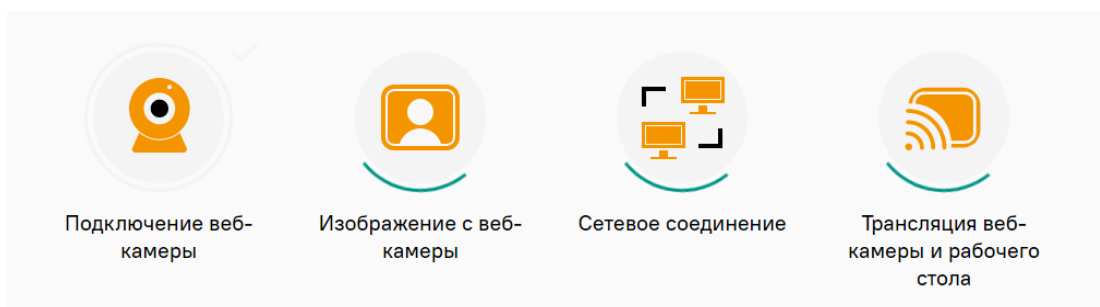 Подключение веб-
камеры
Изображение с веб-
камеры
Сетевое соединение
Трансляция веб-
камеры и рабочего
стола